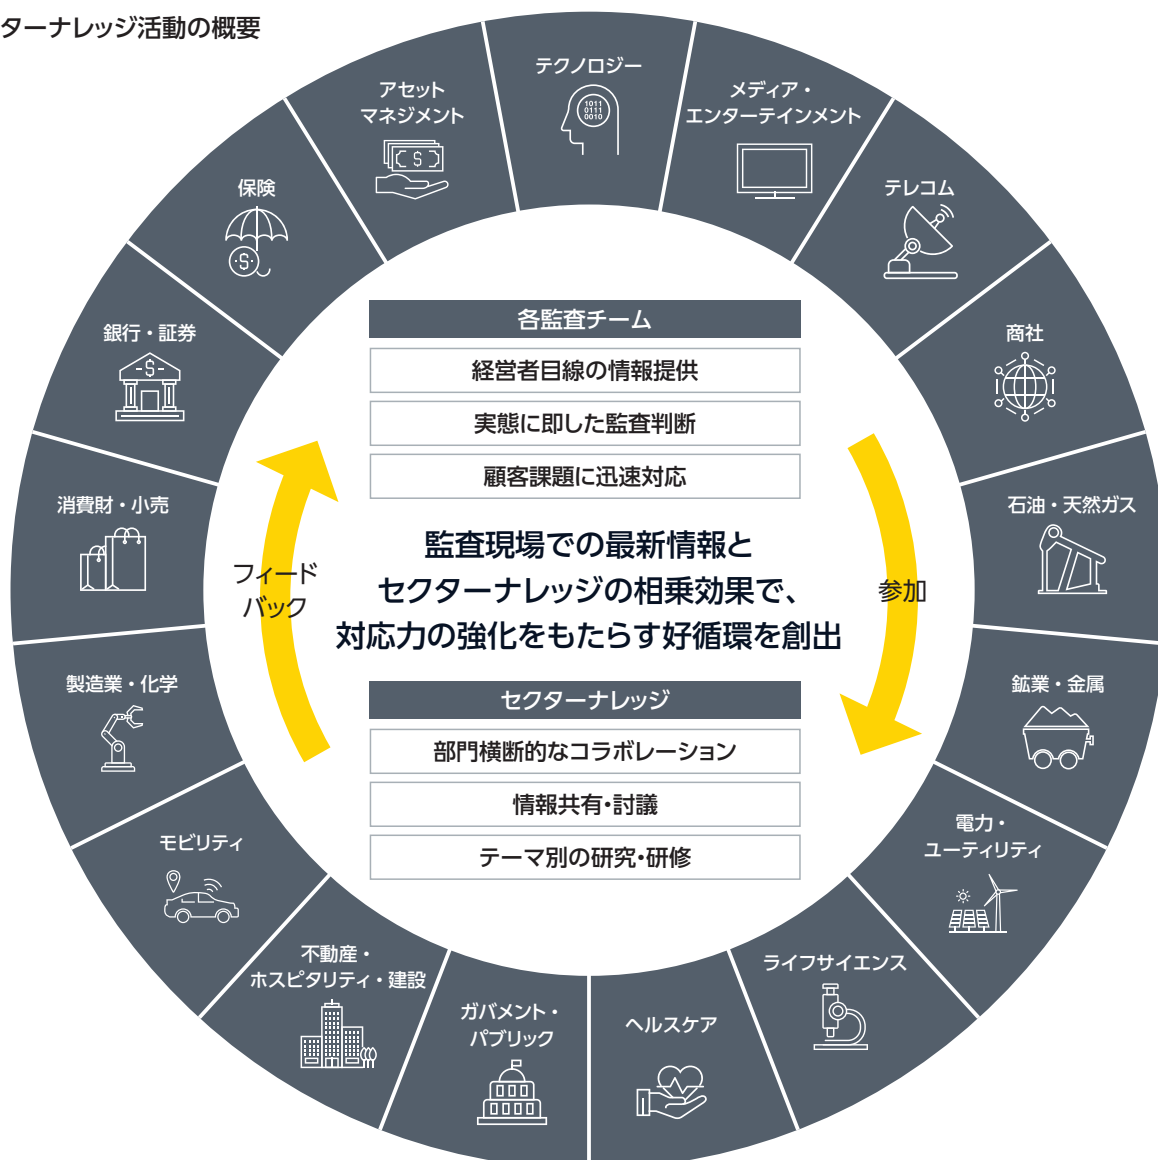 ターナレッジ活動の概要
テクノロジー
1011
0111
0010
メディア・
エンターテインメント
テレコム
商社
石油・天然ガス
鉱業・金属
電力・
ユーティリティ
ライフサイエンス
ヘルスケア
ガバメント・
パブリック
不動産・
ホスピタリティ・建設
モビリティ
製造業・化学
消費財・小売
銀行・証券
$
保険
$
アセット
マネジメント
$
各監査チーム
経営者目線の情報提供
実態に即した監査判断
顧客課題に迅速対応
監査現場での最新情報と
セクターナレッジの相乗効果で、
対応力の強化をもたらす好循環を創出
フィード
バック
参加
セクターナレッジ
部門横断的なコラボレーション
情報共有・討議
テーマ別の研究・研修